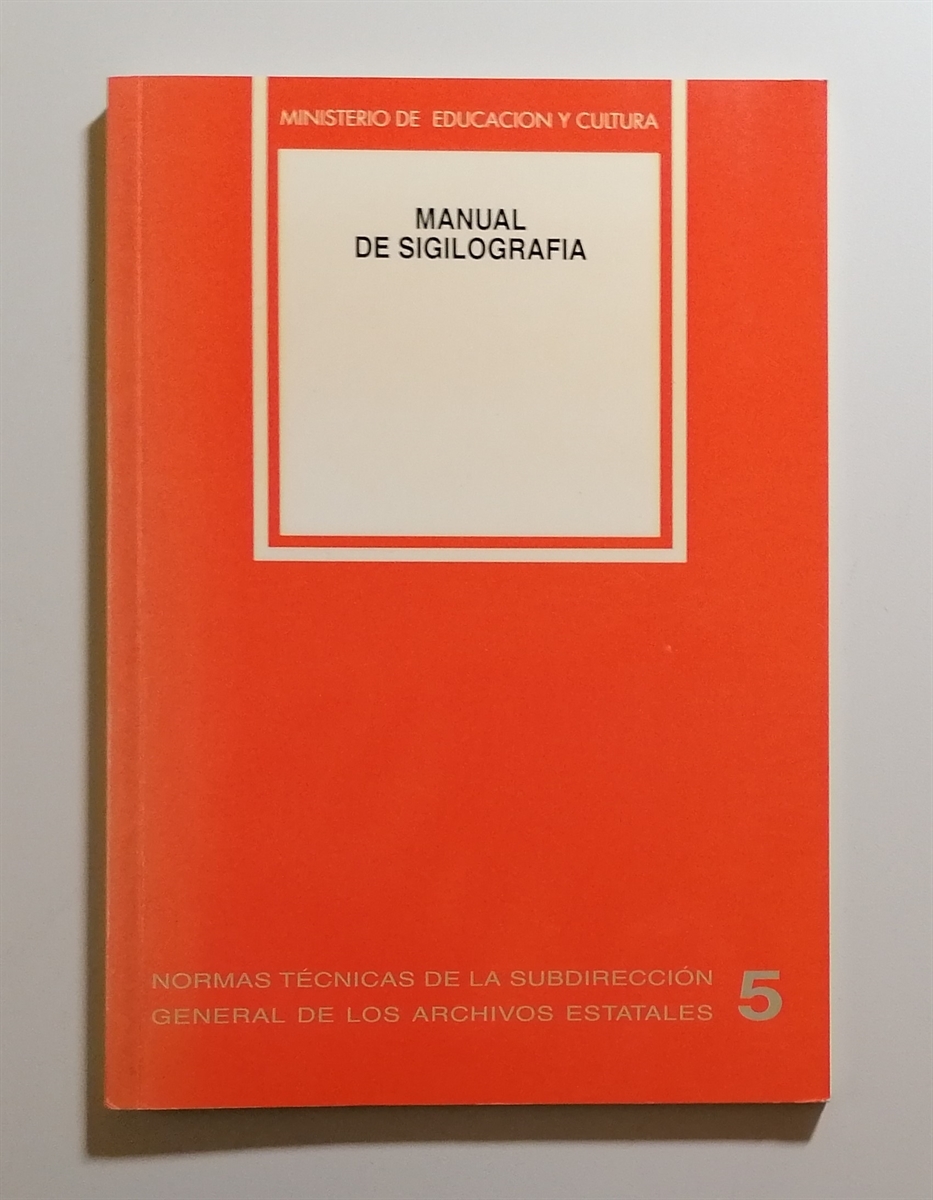 MINISTERIO DE EDUCACION Y CULTURA
MANUAL
DE SIGILOGRAFIA
NORMAS TÉCNICAS DE LA SUBDIRECCIÓN
GENERAL DE LOS ARCHIVOS ESTATALES
5